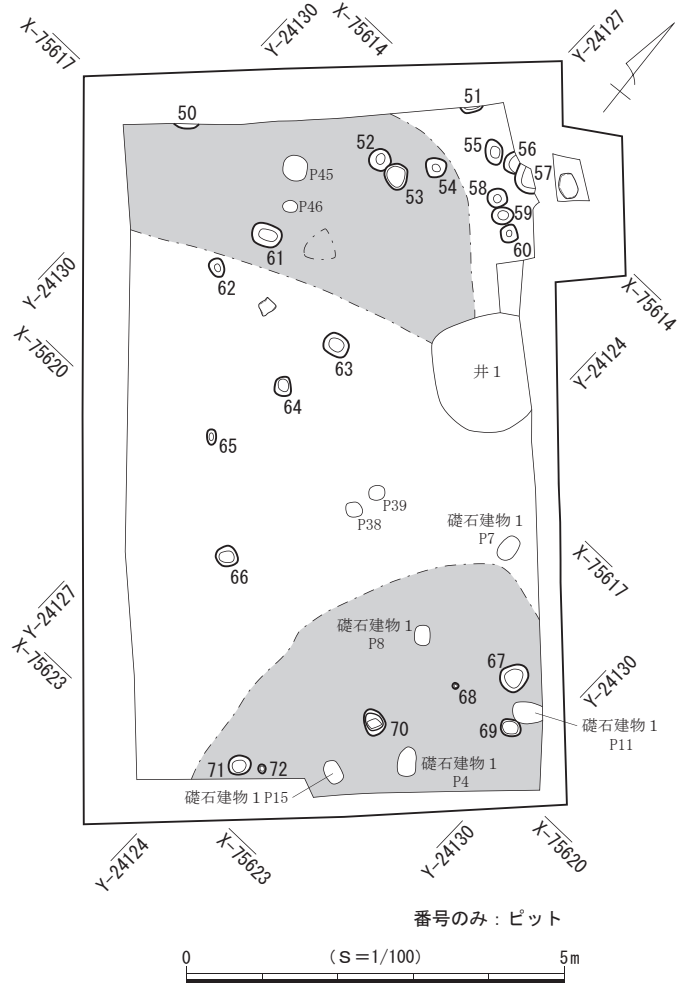 X-75617
Y-24130
X-75614
Y-24127
50
51
52
53
54
55
56
57
58
59
60
P45
P46
61
62
Y-24130
X-75614
63
X-75620
Y-24124
井1
64
65
P39
P38
礎石建物1
P7
66
X-75617
Y-24127
礎石建物1
P8
X-75623
67
68
Y-24130
69
70
礎石建物1
P11
71
72
礎石建物1
P4
礎石建物1 P15
Y-24124
X-75623
Y-24130
X-75620
番号のみ：ピット
0
（S＝1/100）
5m